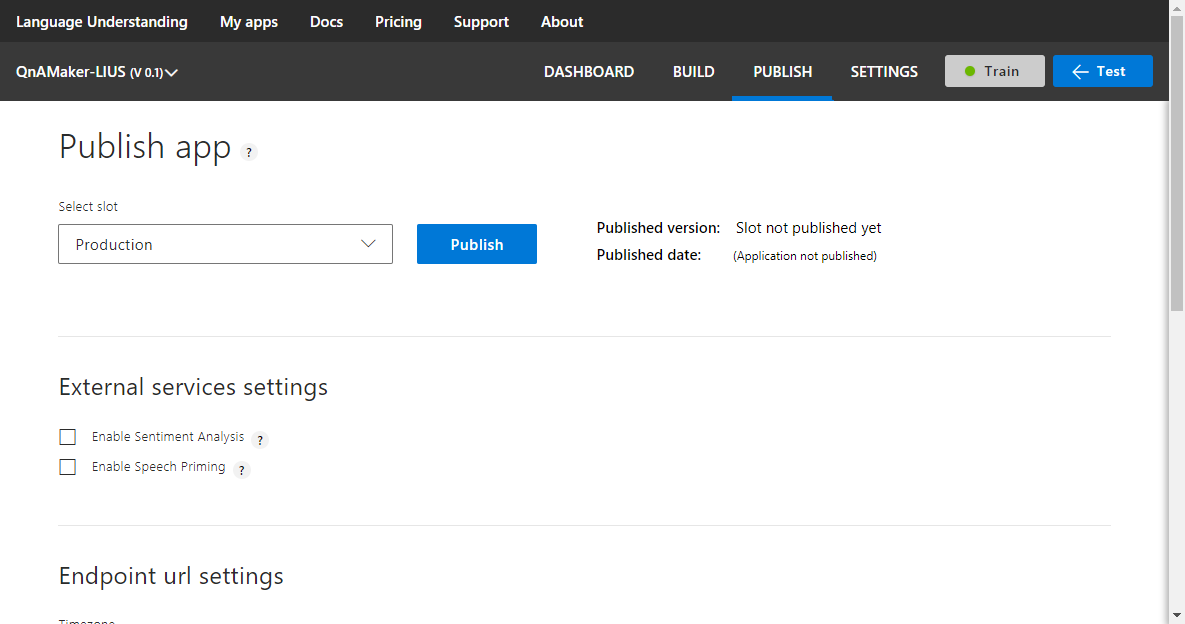 Language Understanding My apps Docs Pricing Support About
QnAMaker-LIUS (V 0.1) DASHBOARD BUILD PUBLISH SETTINGS Train Test
Publish app ?
Select slot
Production Publish
Published version: Slot not published yet
Published date: (Application not published)
External services settings
Enable Sentiment Analysis ?
Enable Speech Priming ?
Endpoint url settings
Timezone